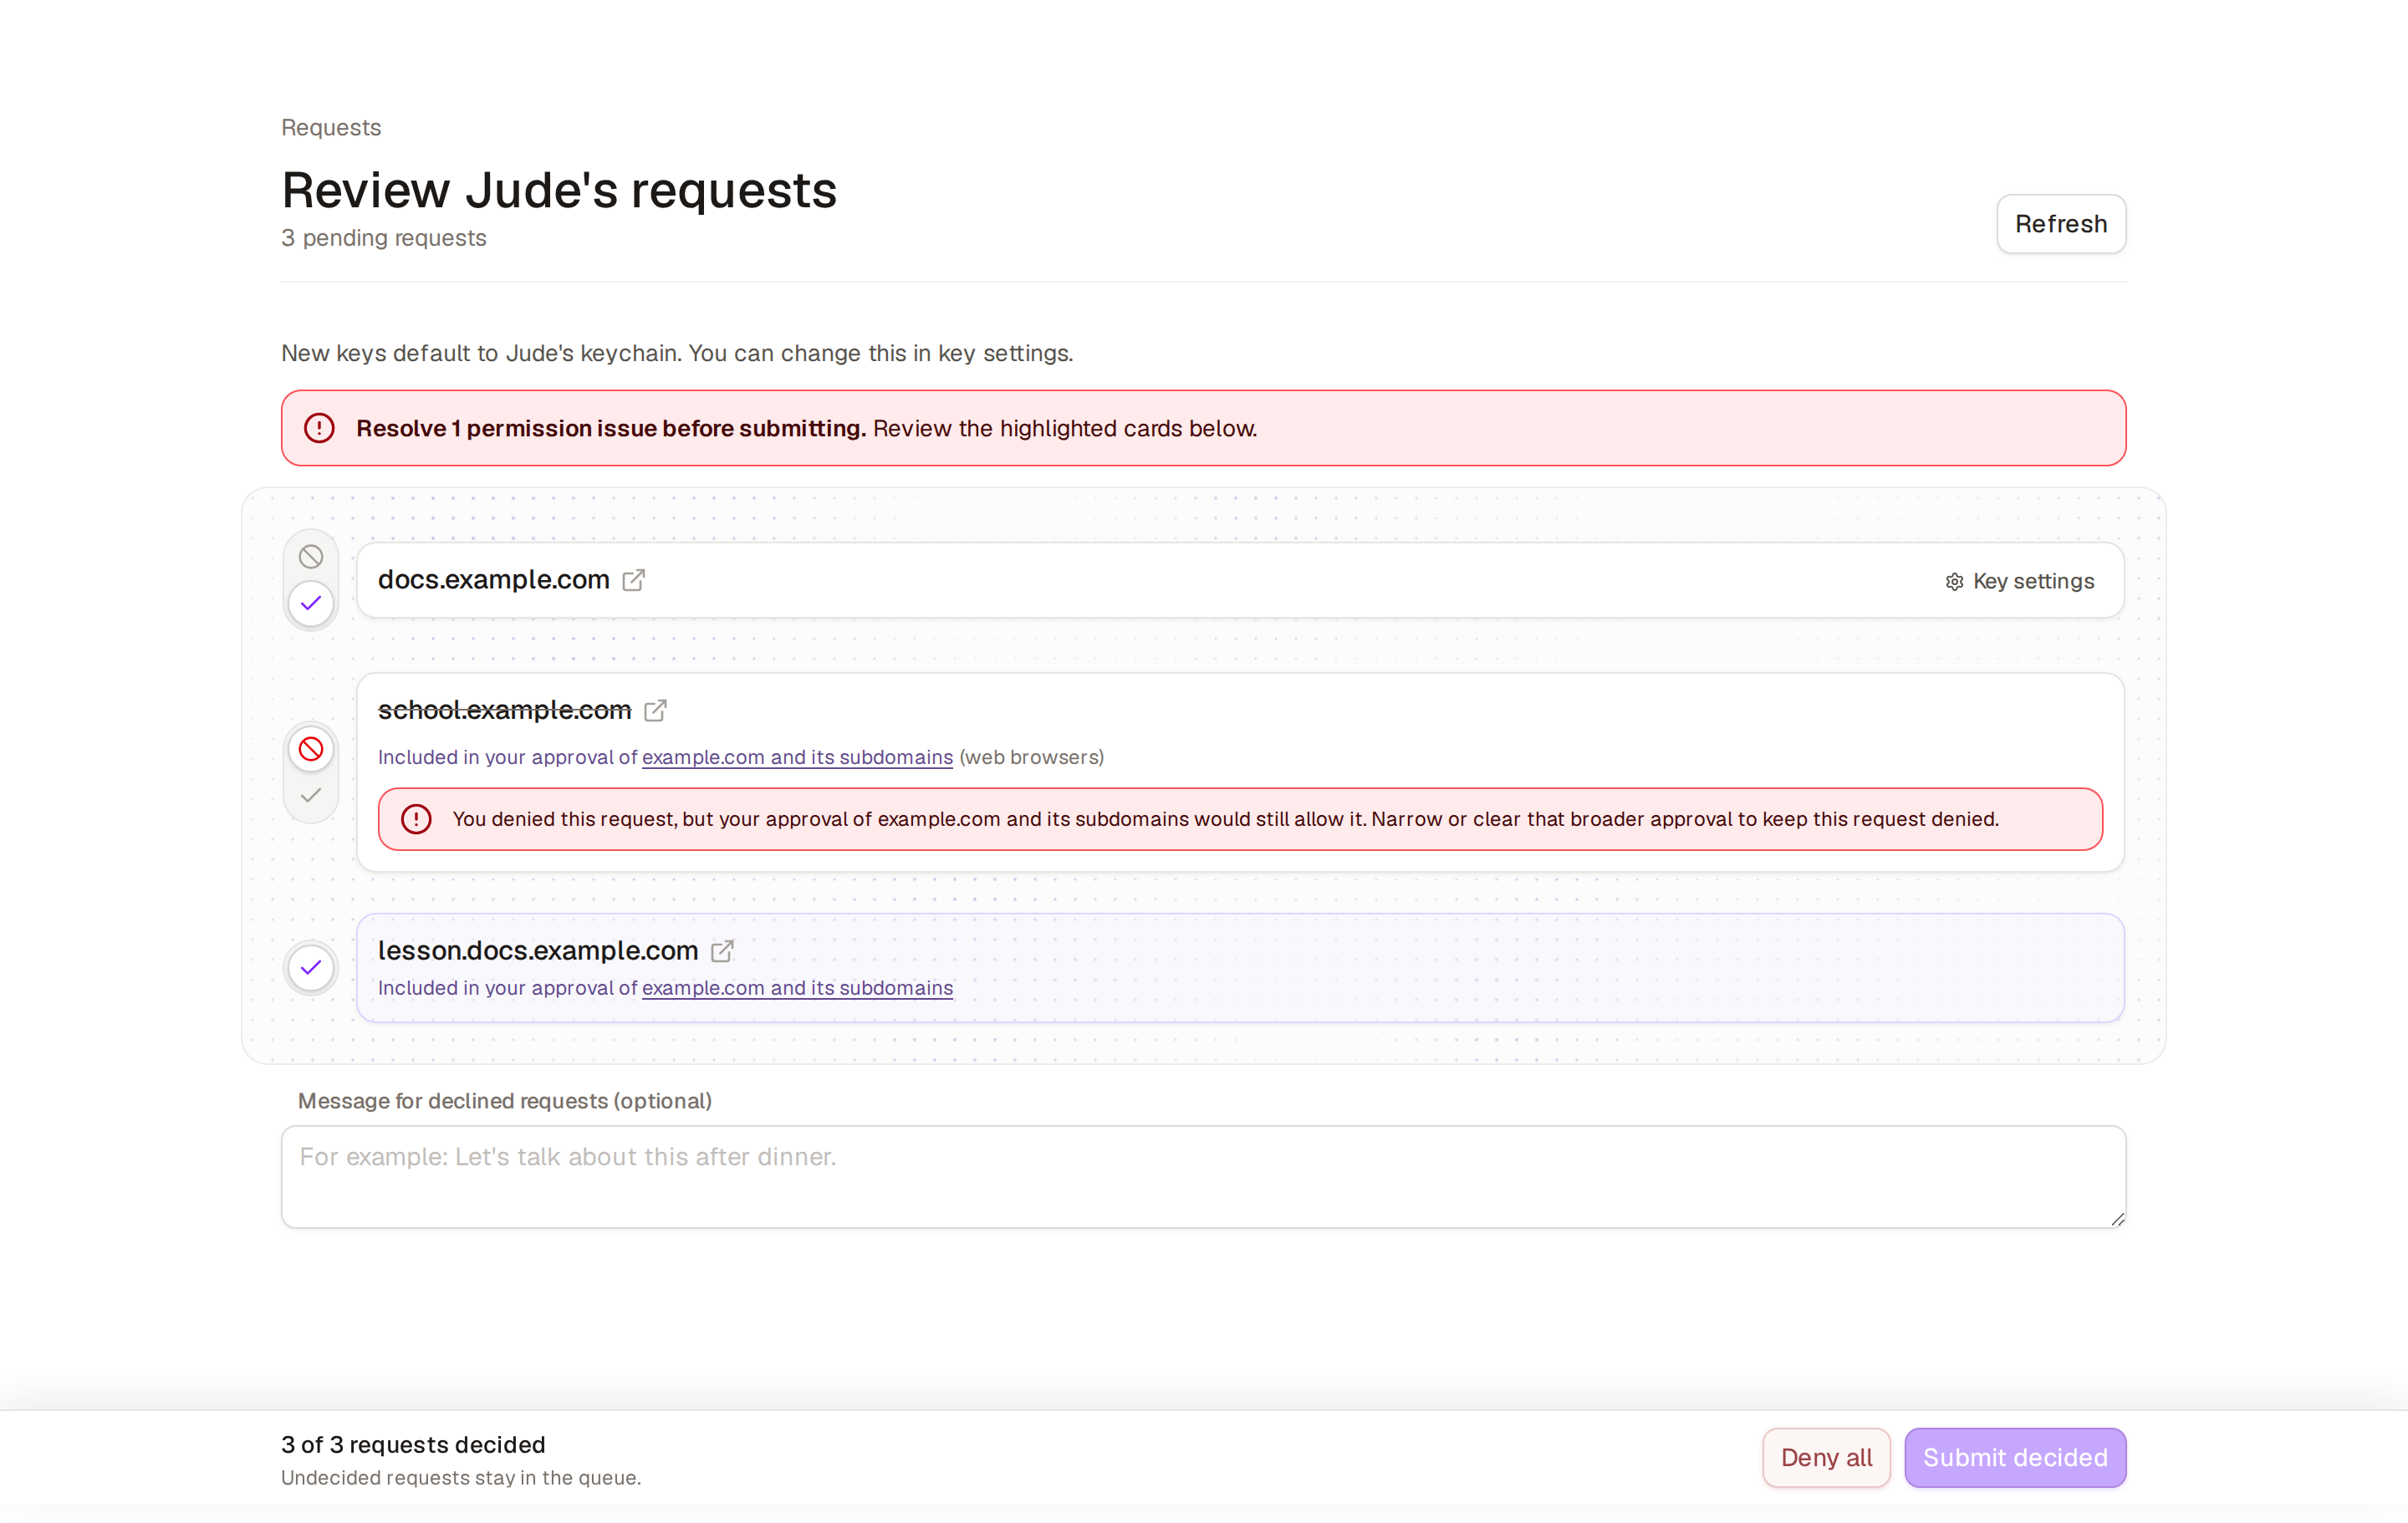 Requests
Review Jude's requests
3 pending requests
Refresh
New keys default to Jude's keychain. You can change this in key settings.
Resolve 1 permission issue before submitting. Review the highlighted cards below.
docs.example.com
Key settings
school.example.com
Included in your approval of example.com and its subdomains (web browsers)
You denied this request, but your approval of example.com and its subdomains would still allow it. Narrow or clear that broader approval to keep this request denied.
lesson.docs.example.com
Included in your approval of example.com and its subdomains
Message for declined requests (optional)
For example: Let's talk about this after dinner.
3 of 3 requests decided
Undecided requests stay in the queue.
Deny all
Submit decided